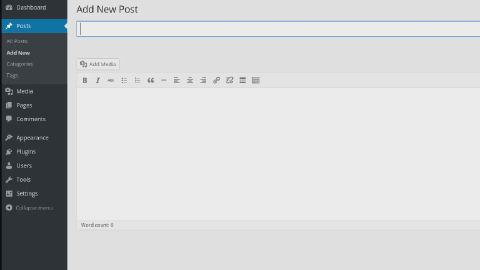 Dashboard
Add New Post
Posts
All Posts
Add New
Categories
Tags
Add Media
B I
Media
Pages
Comments
Appearance
Plugins
Users
Tools
Settings
Collapse menu
Word count: 0